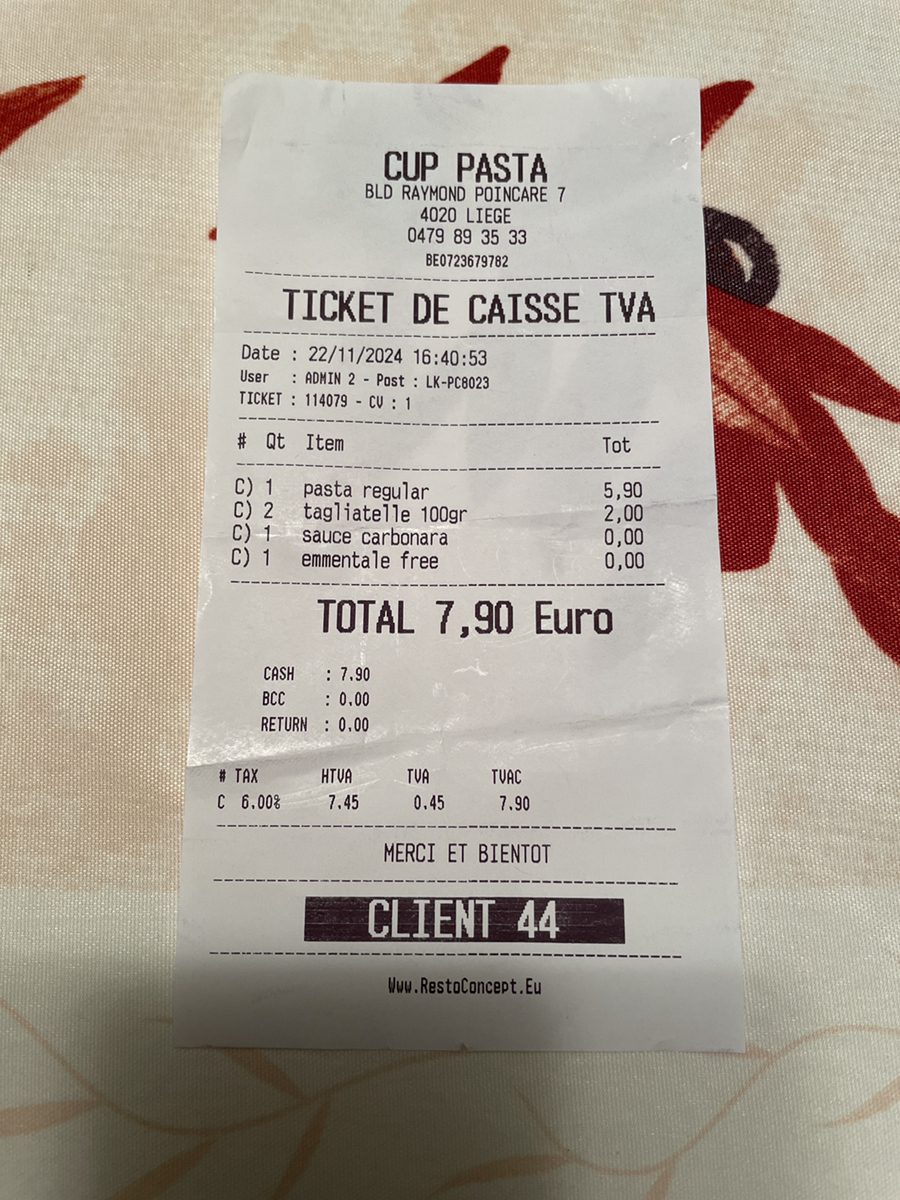 CUP PASTA
BLD RAYMOND POINCARE 7
4020 LIEGE
0479 89 35 33
BE0723679782
TICKET DE CAISSE TVA
Date : 22/11/2024 16:40:53
User : ADMIN 2 - Post : LK-PC8023
TICKET : 114079 - CV : 1
# Qt Item Tot
C) 1 pasta regular 5,90
C) 2 tagliatelle 100gr 2,00
C) 1 sauce carbonara 0,00
C) 1 emmentale free 0,00
TOTAL 7,90 Euro
CASH : 7.90
BCC : 0.00
RETURN : 0.00
# TAX HTVA TVA TVAC
C 6.00% 7.45 0.45 7.90
MERCI ET BIENTOT
CLIENT 44
Www.RestoConcept.Eu